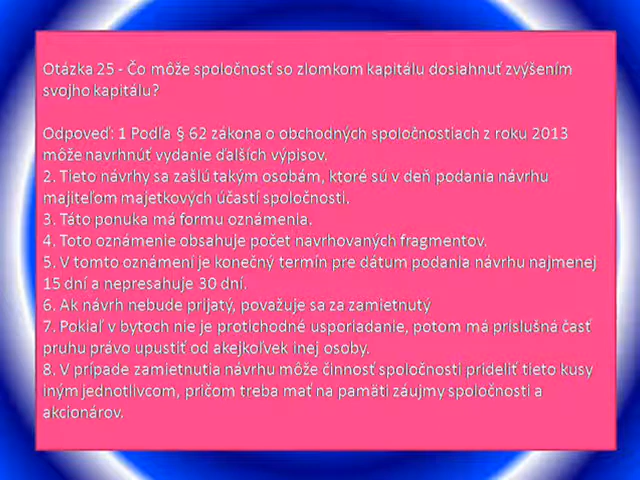 Otázka 25 - Čo môže spoločnosť so zlomkom kapitálu dosiahnuť zvýšením
svojho kapitálu?
Odpoveď: 1 Podľa § 62 zákona o obchodných spoločnostiach z roku 2013
môže navrhnúť vydanie ďalších výpisov.
2. Tieto návrhy sa zašlú takým osobám, ktoré sú v deň podania návrhu
majiteľom majetkových účastí spoločnosti.
3. Táto ponuka má formu oznámenia.
4. Toto oznámenie obsahuje počet navrhovaných fragmentov.
5. V tomto oznámení je konečný termín pre dátum podania návrhu najmenej
15 dní a nepresahuje 30 dní.
6. Ak návrh nebude prijatý, považuje sa za zamietnutý
7. Pokiaľ v bytoch nie je protichodné usporiadanie, potom má príslušná časť
pruhu právo upustiť od akejkoľvek inej osoby.
8. V prípade zamietnutia návrhu môže činnosť spoločnosti prideliť tieto kusy
iným jednotlivcom, pričom treba mať na pamäti záujmy spoločnosti a
akcionárov.